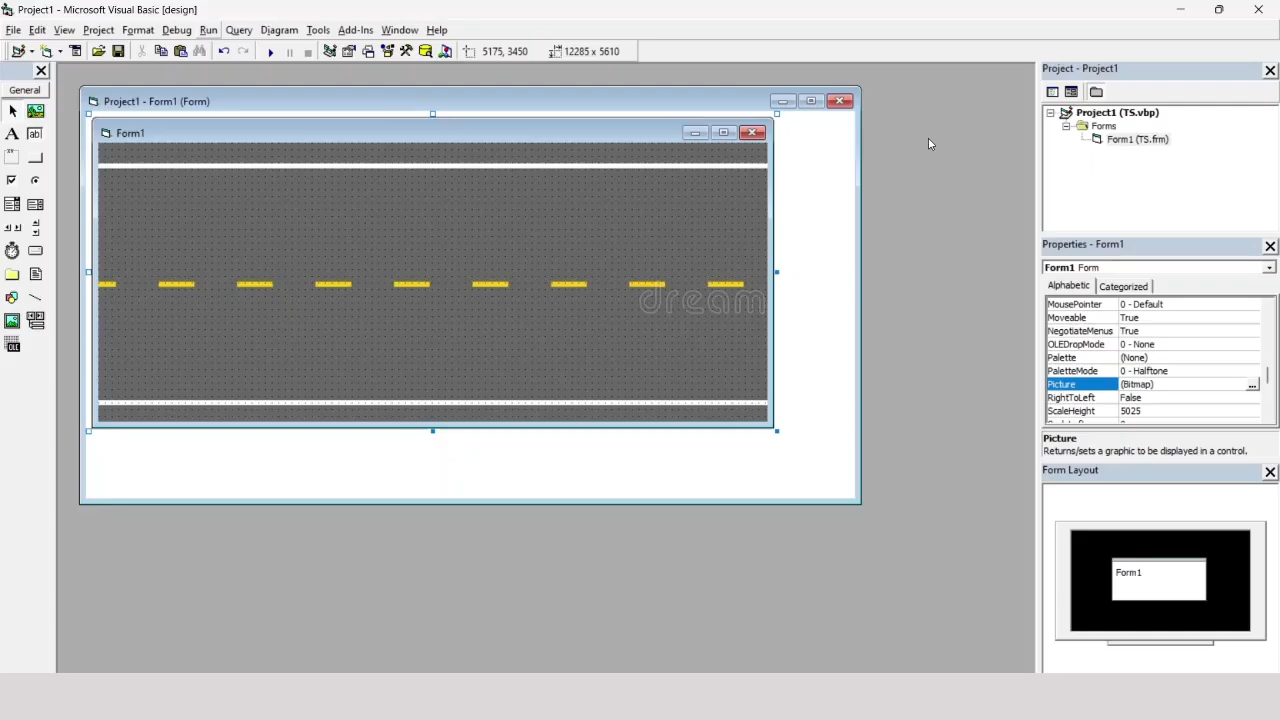 Project1 - Microsoft Visual Basic [design]
File Edit View Project Format Debug Run Query Diagram Tools Add-Ins Window Help
5175, 3450 12285 x 5610
General
Project1 - Form1 (Form)
Form1
dream
Project - Project1
Project1 (TS.vbp)
Forms
Form1 (TS.frm)
Properties - Form1
Form1 Form
Alphabetic Categorized
MousePointer 0 - Default
Moveable True
NegotiateMenus True
OLEDropMode 0 - None
Palette (None)
PaletteMode 0 - Halftone
Picture (Bitmap) ...
RightToLeft False
ScaleHeight 5025
Picture
Returns/sets a graphic to be displayed in a control.
Form Layout
Form1